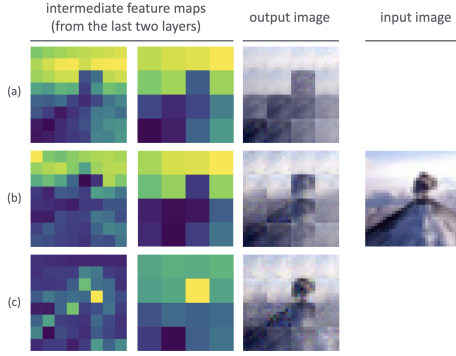 intermediate feature maps
(from the last two layers)
output image
input image
(a)
(b)
(c)